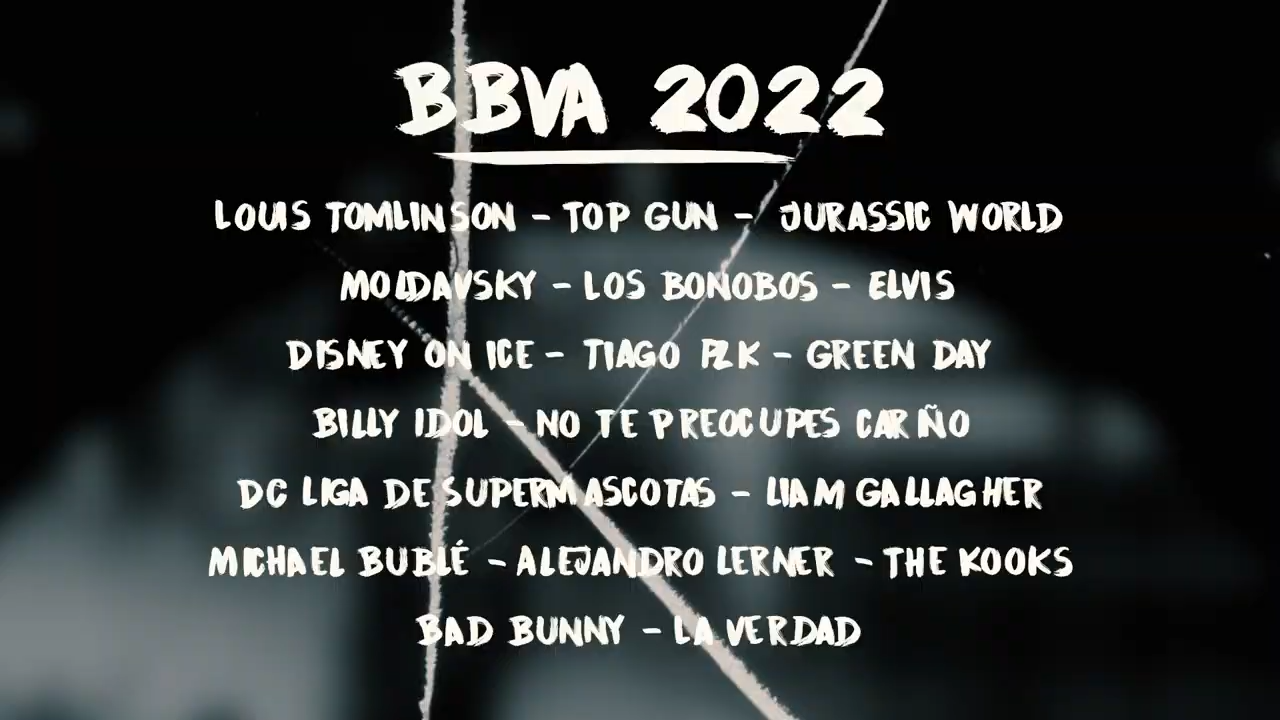 BBVA 2022
LOUIS TOMLINSON - TOP GUN - JURASSIC WORLD
MOLDAVSKY - LOS BONOBOS - ELVIS
DISNEY ON ICE - TIAGO PZK - GREEN DAY
BILLY IDOL - NO TE PREOCUPES CARIÑO
DC LIGA DE SUPERMASCOTAS - LIAM GALLAGHER
MICHAEL BUBLÉ - ALEJANDRO LERNER - THE KOOKS
BAD BUNNY - LA VERDAD